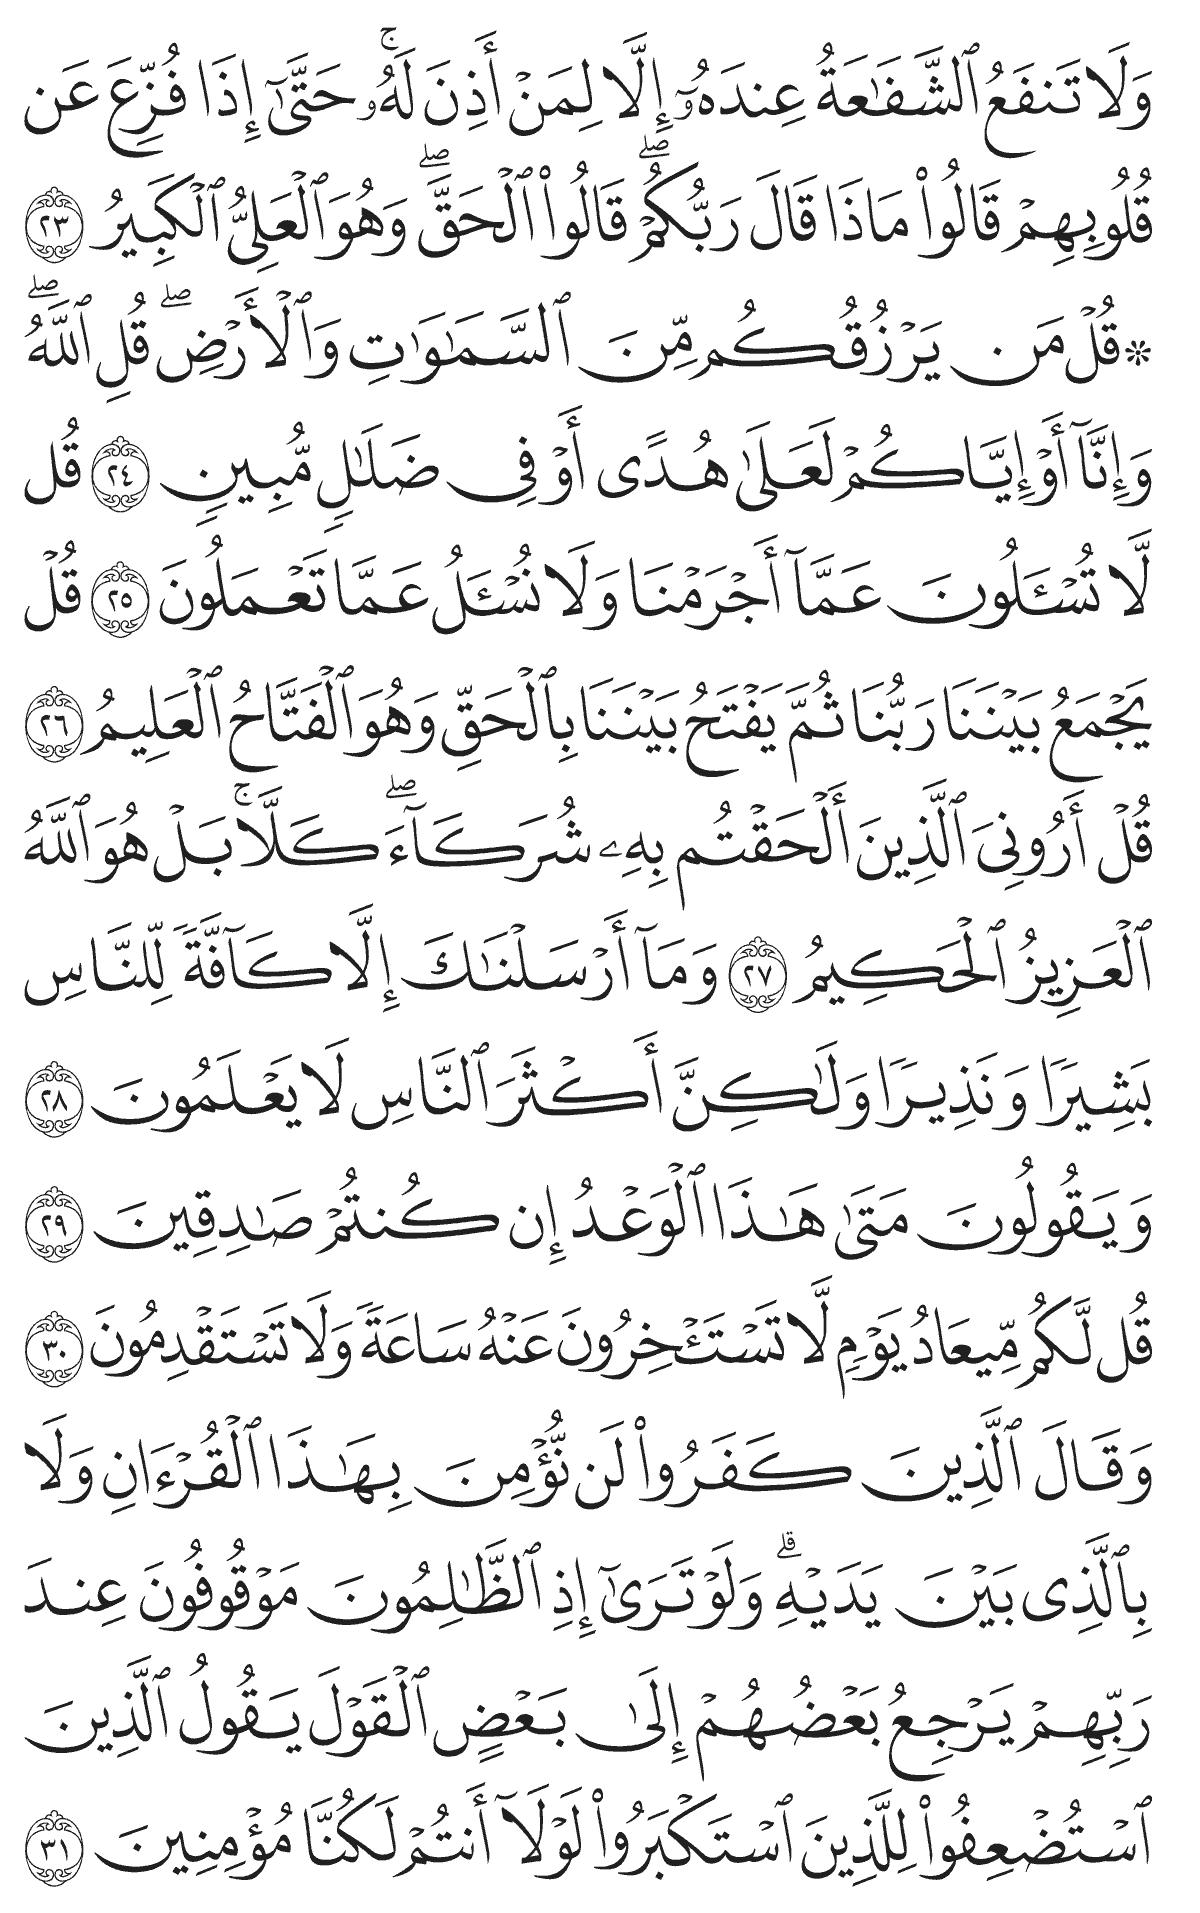 وَلَا تَنفَعُ ٱلشَّفَٰعَةُ عِندَهُۥٓ إِلَّا لِمَنْ أَذِنَ لَهُۥۚ حَتَّىٰٓ إِذَا فُزِّعَ عَن
قُلُوبِهِمْ قَالُوا۟ مَاذَا قَالَ رَبُّكُمْۖ قَالُوا۟ ٱلْحَقَّۖ وَهُوَ ٱلْعَلِىُّ ٱلْكَبِيرُ ٢٣
۞ قُلْ مَن يَرْزُقُكُم مِّنَ ٱلسَّمَٰوَٰتِ وَٱلْأَرْضِۖ قُلِ ٱللَّهُۖ
وَإِنَّآ أَوْ إِيَّاكُمْ لَعَلَىٰ هُدًى أَوْ فِى ضَلَٰلٍ مُّبِينٍ ٢٤ قُل
لَّا تُسْـَٔلُونَ عَمَّآ أَجْرَمْنَا وَلَا نُسْـَٔلُ عَمَّا تَعْمَلُونَ ٢٥ قُلْ
يَجْمَعُ بَيْنَنَا رَبُّنَا ثُمَّ يَفْتَحُ بَيْنَنَا بِٱلْحَقِّ وَهُوَ ٱلْفَتَّاحُ ٱلْعَلِيمُ ٢٦
قُلْ أَرُونِىَ ٱلَّذِينَ أَلْحَقْتُم بِهِۦ شُرَكَآءَۖ كَلَّاۚ بَلْ هُوَ ٱللَّهُ
ٱلْعَزِيزُ ٱلْحَكِيمُ ٢٧ وَمَآ أَرْسَلْنَٰكَ إِلَّا كَآفَّةً لِّلنَّاسِ
بَشِيرًا وَنَذِيرًا وَلَٰكِنَّ أَكْثَرَ ٱلنَّاسِ لَا يَعْلَمُونَ ٢٨
وَيَقُولُونَ مَتَىٰ هَٰذَا ٱلْوَعْدُ إِن كُنتُمْ صَٰدِقِينَ ٢٩
قُل لَّكُم مِّيعَادُ يَوْمٍ لَّا تَسْتَـْٔخِرُونَ عَنْهُ سَاعَةً وَلَا تَسْتَقْدِمُونَ ٣٠
وَقَالَ ٱلَّذِينَ كَفَرُوا۟ لَن نُّؤْمِنَ بِهَٰذَا ٱلْقُرْءَانِ وَلَا
بِٱلَّذِى بَيْنَ يَدَيْهِۗ وَلَوْ تَرَىٰٓ إِذِ ٱلظَّٰلِمُونَ مَوْقُوفُونَ عِندَ
رَبِّهِمْ يَرْجِعُ بَعْضُهُمْ إِلَىٰ بَعْضٍ ٱلْقَوْلَ يَقُولُ ٱلَّذِينَ
ٱسْتُضْعِفُوا۟ لِلَّذِينَ ٱسْتَكْبَرُوا۟ لَوْلَآ أَنتُمْ لَكُنَّا مُؤْمِنِينَ ٣١